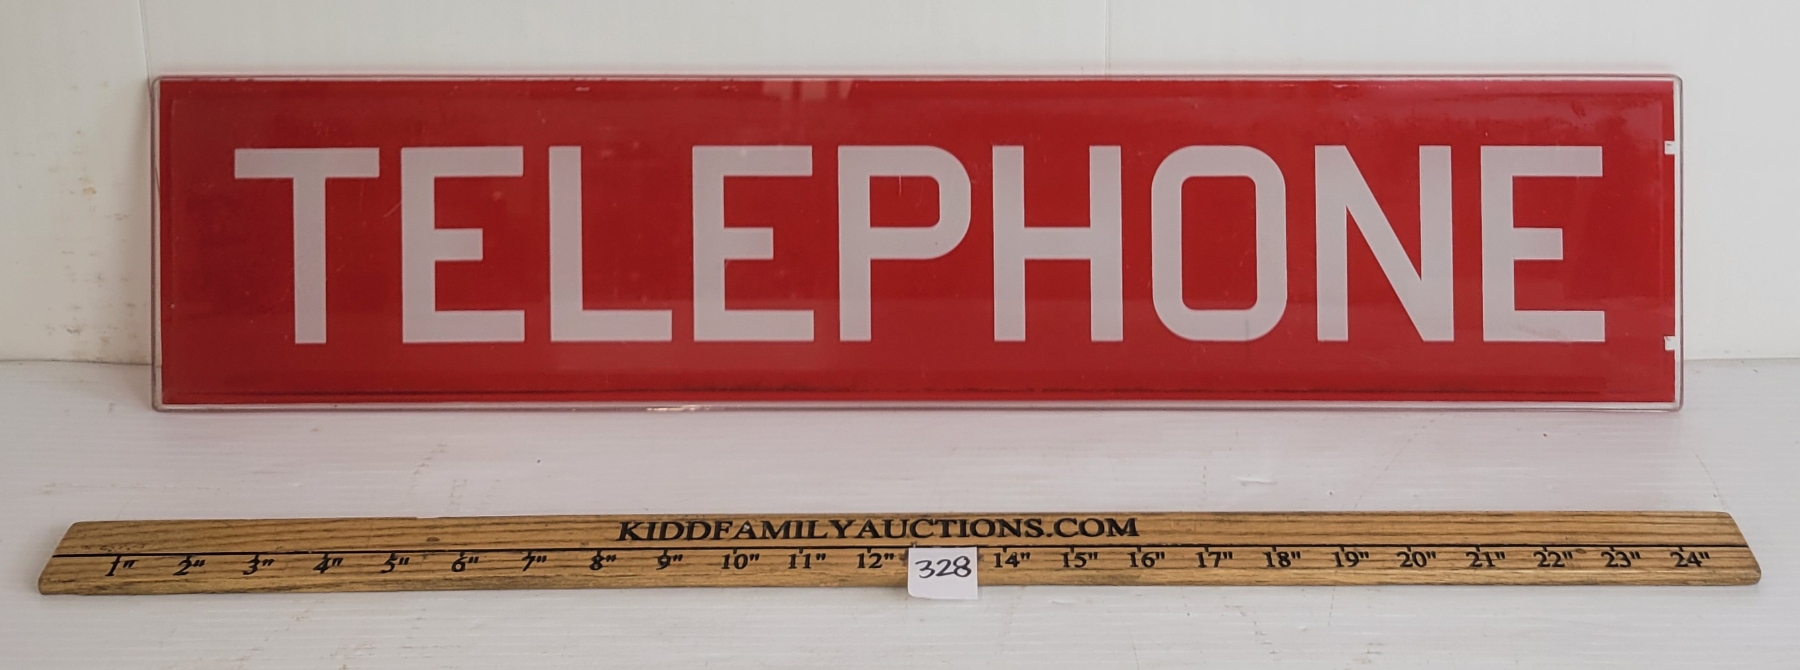 TELEPHONE
KIDDFAMILYAUCTIONS.COM
1" 2" 3" 4" 5" 6" 7" 8" 9" 10" 11" 12" 14" 15" 16" 17" 18" 19" 20" 21" 22" 23" 24"
328